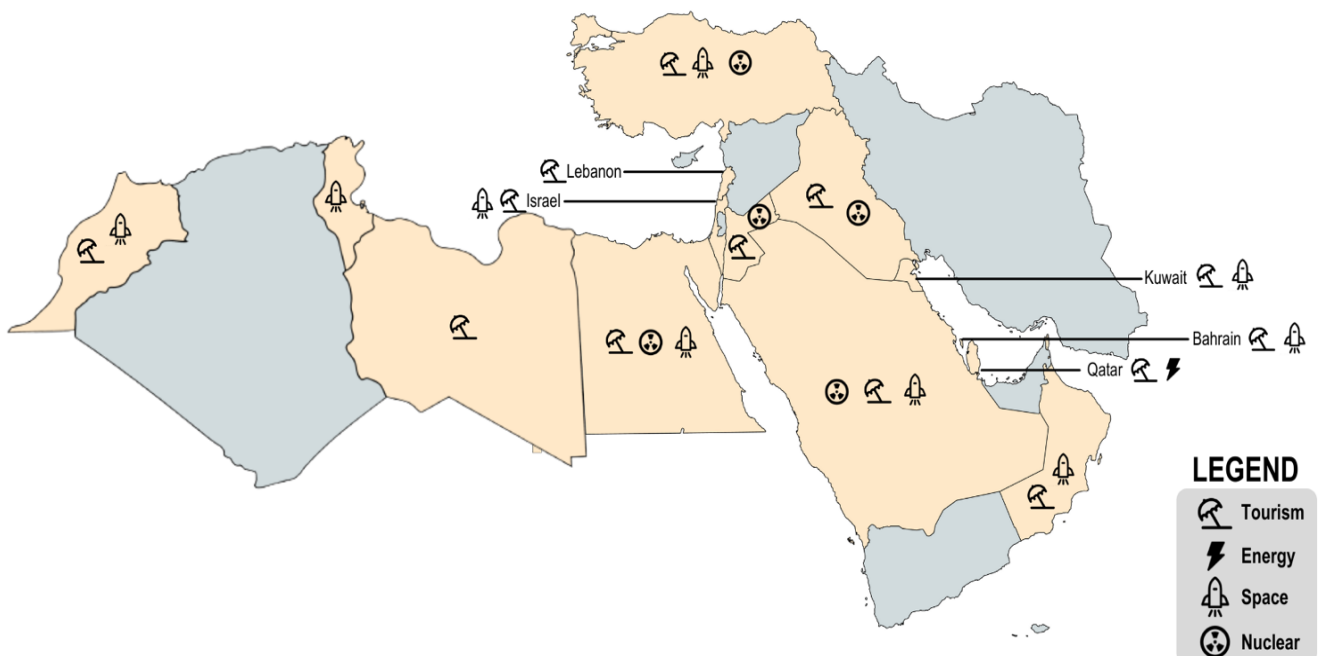 Lebanon
Israel
Kuwait
Bahrain
Qatar
LEGEND
Tourism
Energy
Space
Nuclear